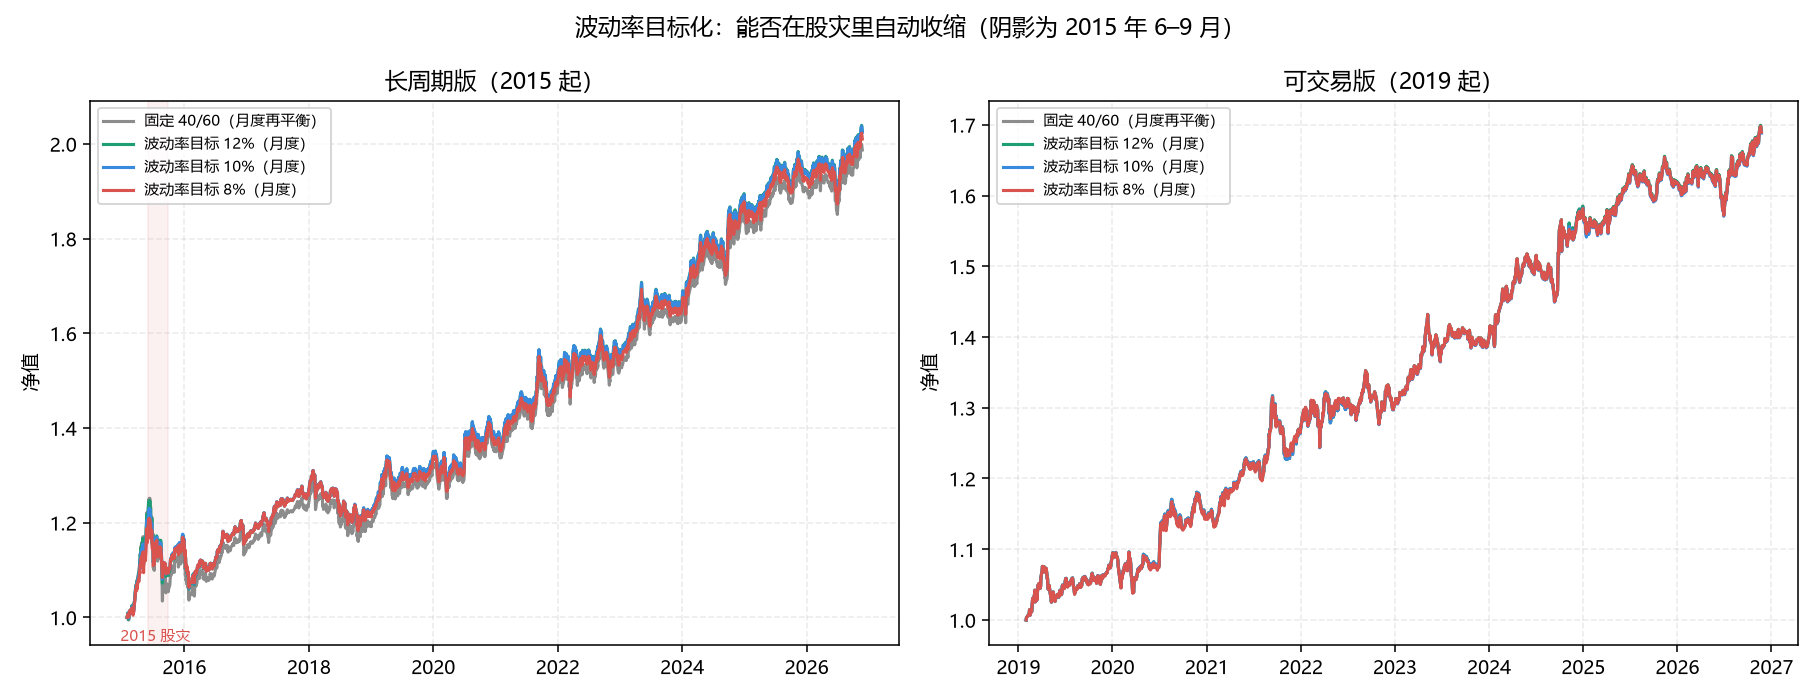 波动率目标化：能否在股灾里自动收缩（阴影为 2015 年 6–9 月）
长周期版（2015 起）
固定 40/60（月度再平衡）
波动率目标 12%（月度）
波动率目标 10%（月度）
波动率目标 8%（月度）
净值
2.0
1.8
1.6
1.4
1.2
1.0
2015 股灾
2016
2018
2020
2022
2024
2026
可交易版（2019 起）
固定 40/60（月度再平衡）
波动率目标 12%（月度）
波动率目标 10%（月度）
波动率目标 8%（月度）
净值
1.7
1.6
1.5
1.4
1.3
1.2
1.1
1.0
2019
2020
2021
2022
2023
2024
2025
2026
2027